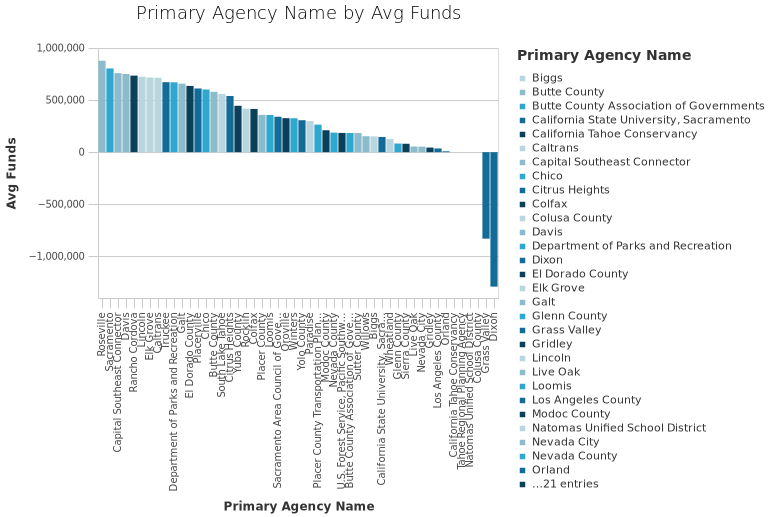 Primary Agency Name by Avg Funds
Avg Funds
1,000,000
500,000
0
−500,000
−1,000,000
Roseville
Sacramento
Capital Southeast Connector
Davis
Rancho Cordova
Lincoln
Elk Grove
Caltrans
Truckee
Department of Parks and Recreation
Galt
El Dorado County
Placerville
Chico
Butte County
South Lake Tahoe
Citrus Heights
Yuba County
Rocklin
Colfax
Placer County
Loomis
Sacramento Area Council of Gove…
Oroville
Winters
Yolo County
Paradise
Placer County Transportation Plan…
Modoc County
Nevada County
U.S. Forest Service, Pacific Southw…
Butte County Association of Gove…
Sutter County
Willows
Biggs
California State University, Sacra…
Wheatland
Glenn County
Sierra County
Live Oak
Nevada City
Gridley
Los Angeles County
Orland
California Tahoe Conservancy
Tahoe Regional Planning Agency
Natomas Unified School District
Colusa County
Grass Valley
Dixon
Primary Agency Name
Primary Agency Name
Biggs
Butte County
Butte County Association of Governments
California State University, Sacramento
California Tahoe Conservancy
Caltrans
Capital Southeast Connector
Chico
Citrus Heights
Colfax
Colusa County
Davis
Department of Parks and Recreation
Dixon
El Dorado County
Elk Grove
Galt
Glenn County
Grass Valley
Gridley
Lincoln
Live Oak
Loomis
Los Angeles County
Modoc County
Natomas Unified School District
Nevada City
Nevada County
Orland
...21 entries